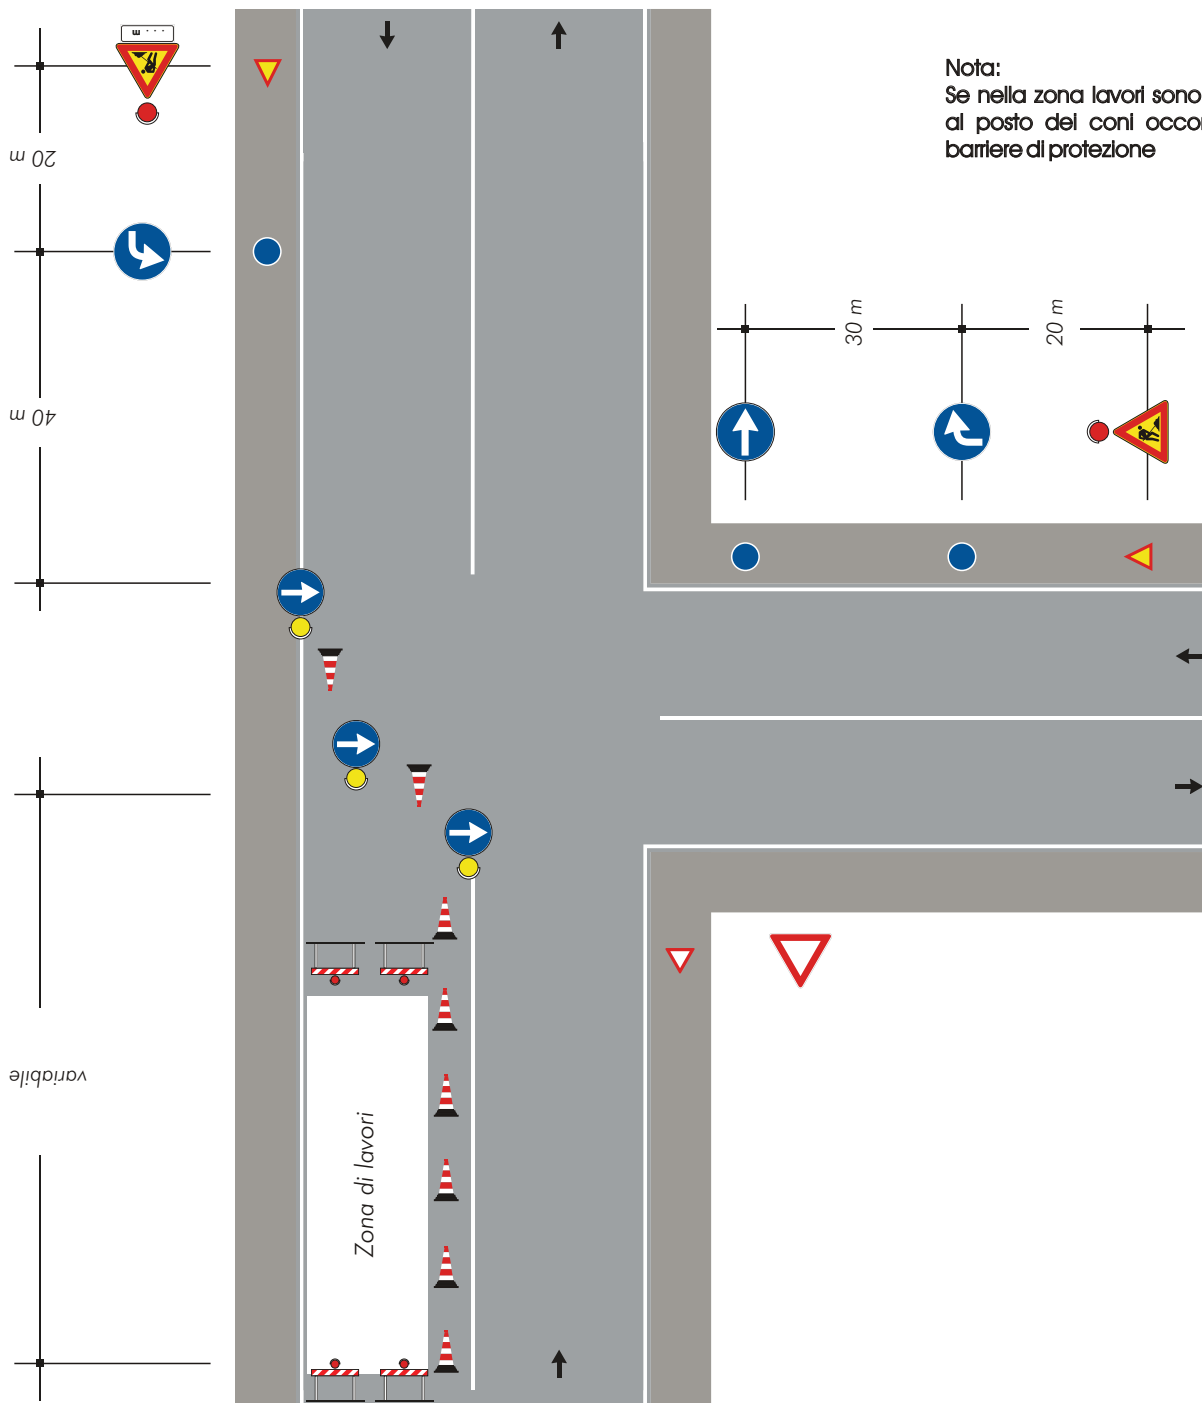 m
20 m
40 m
variabile
Nota:
Se nella zona lavori sono
al posto dei coni
barriere di protezione
30 m
20 m
Zona di lavori